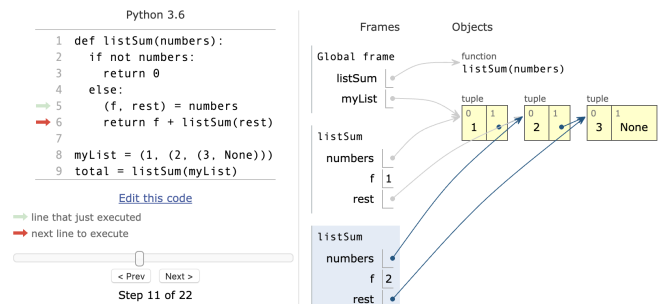 Python 3.6
1 def listSum(numbers):
2 if not numbers:
3 return 0
4 else:
5 (f, rest) = numbers
6 return f + listSum(rest)
7
8 myList = (1, (2, (3, None)))
9 total = listSum(myList)
Edit this code
line that just executed
next line to execute
< Prev Next >
Step 11 of 22
Frames Objects
Global frame
listSum
myList
function
listSum(numbers)
tuple
0 1
1
tuple
0 1
2
tuple
0 1
3 None
listSum
numbers
f 1
rest
listSum
numbers
f 2
rest